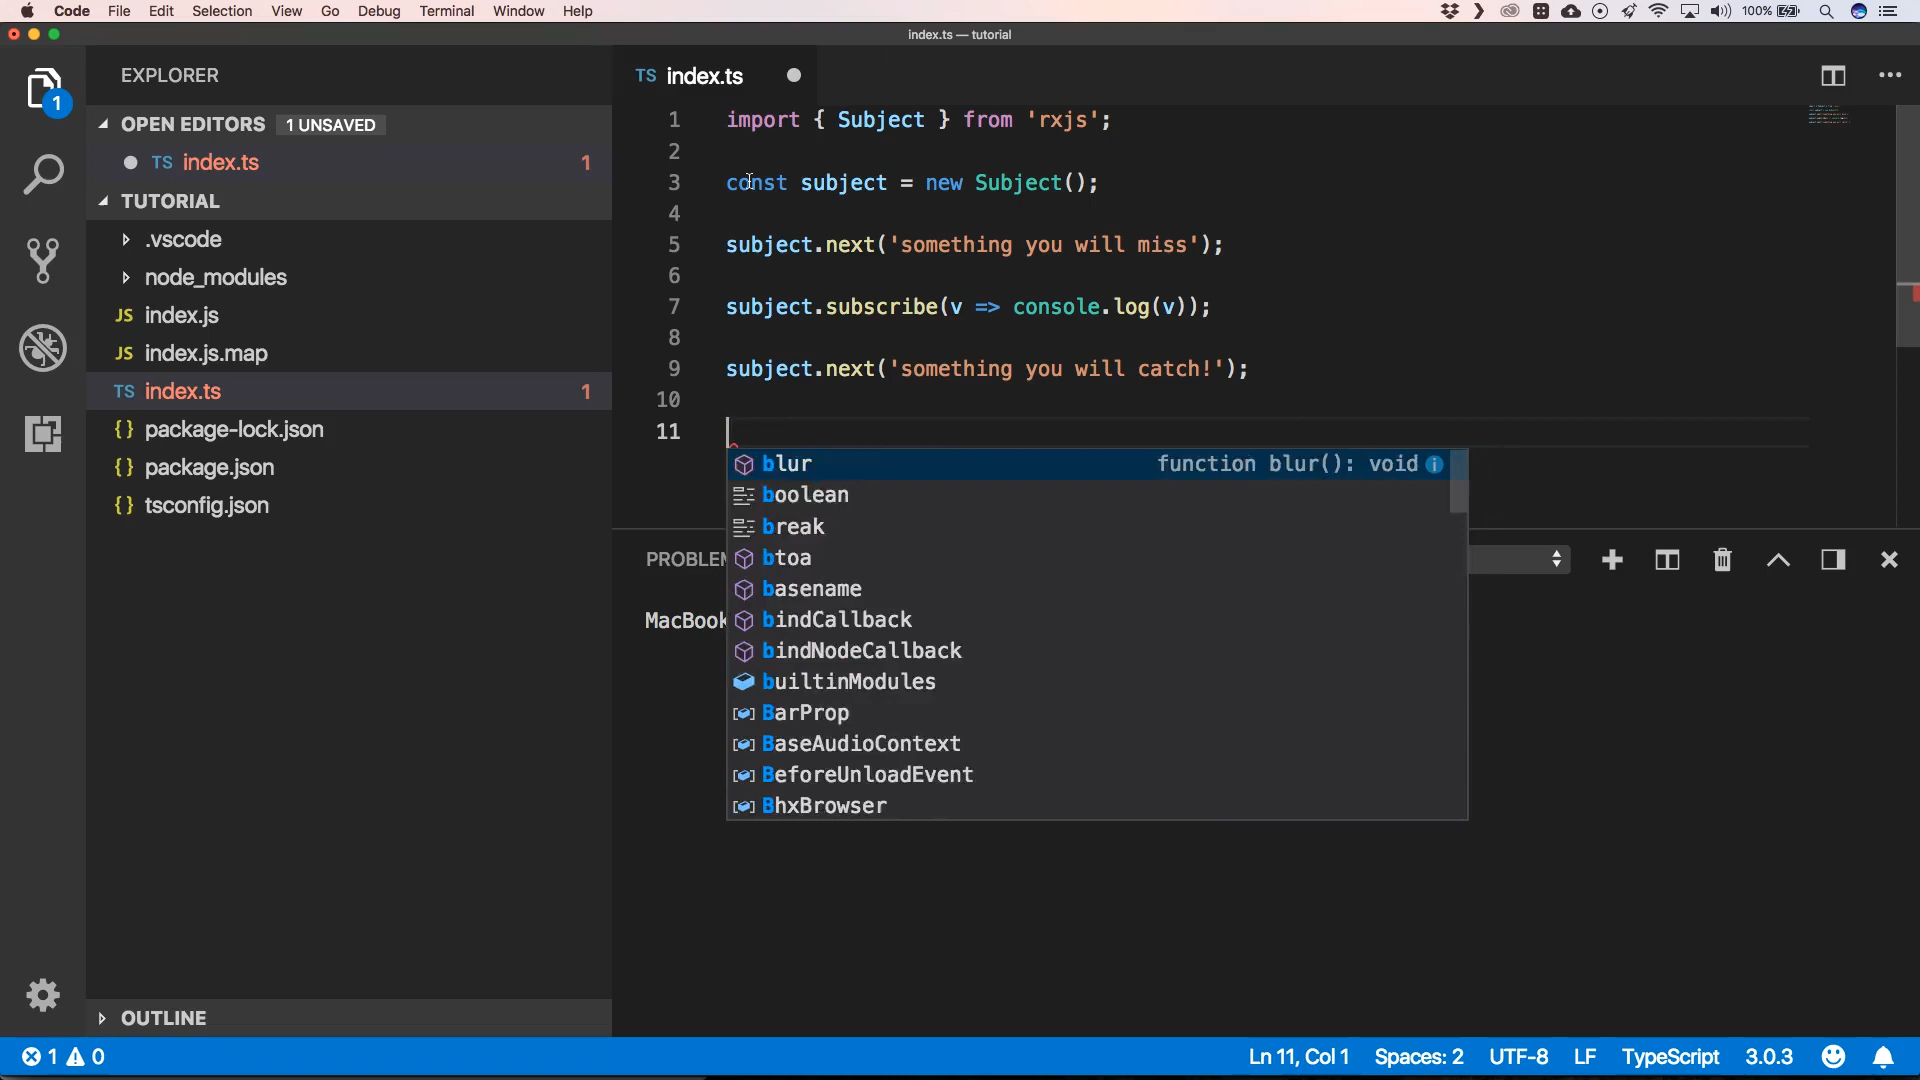 Code File Edit Selection View Go Debug Terminal Window Help 100%
index.ts — tutorial
EXPLORER
1
OPEN EDITORS 1 UNSAVED
TS index.ts 1
TUTORIAL
.vscode
node_modules
JS index.js
JS index.js.map
TS index.ts 1
{} package-lock.json
{} package.json
{} tsconfig.json
OUTLINE
TS index.ts
1 import { Subject } from 'rxjs';
2
3 const subject = new Subject();
4
5 subject.next('something you will miss');
6
7 subject.subscribe(v => console.log(v));
8
9 subject.next('something you will catch!');
10
11
blur function blur(): void
boolean
break
btoa
basename
bindCallback
bindNodeCallback
builtinModules
BarProp
BaseAudioContext
BeforeUnloadEvent
BhxBrowser
PROBLEM
MacBook
1 0 Ln 11, Col 1 Spaces: 2 UTF-8 LF TypeScript 3.0.3